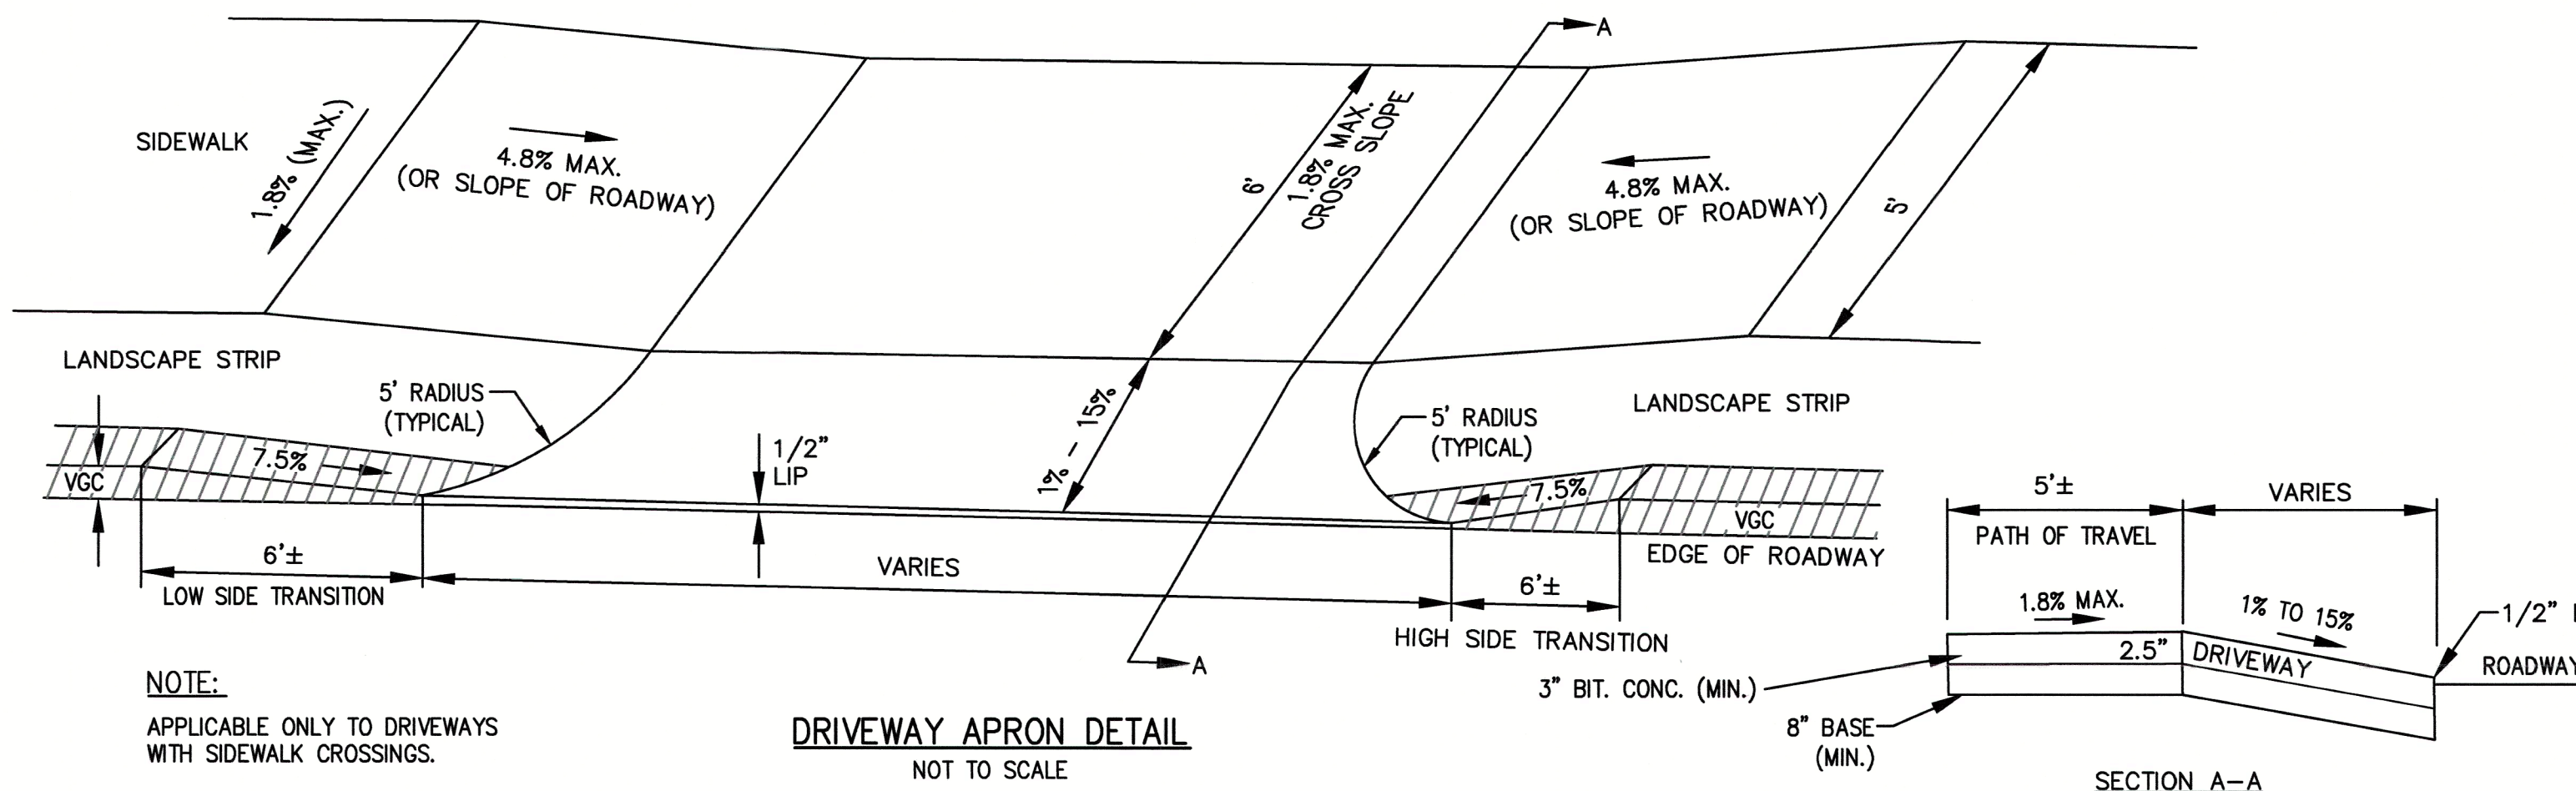 A
SIDEWALK
1.8% (MAX.)
4.8% MAX.
(OR SLOPE OF ROADWAY)
6'
1.8% MAX.
CROSS SLOPE
4.8% MAX.
(OR SLOPE OF ROADWAY)
5'
LANDSCAPE STRIP
5' RADIUS
(TYPICAL)
1% - 15%
5' RADIUS
(TYPICAL)
LANDSCAPE STRIP
7.5%
VGC
1/2"
LIP
7.5%
VGC
EDGE OF ROADWAY
6'±
LOW SIDE TRANSITION
VARIES
6'±
HIGH SIDE TRANSITION
A
5'±
VARIES
PATH OF TRAVEL
1.8% MAX.
1% TO 15%
1/2"
2.5"
DRIVEWAY
ROADWAY
3" BIT. CONC. (MIN.)
8" BASE
(MIN.)
SECTION A-A
NOTE:
APPLICABLE ONLY TO DRIVEWAYS
WITH SIDEWALK CROSSINGS.
DRIVEWAY APRON DETAIL
NOT TO SCALE